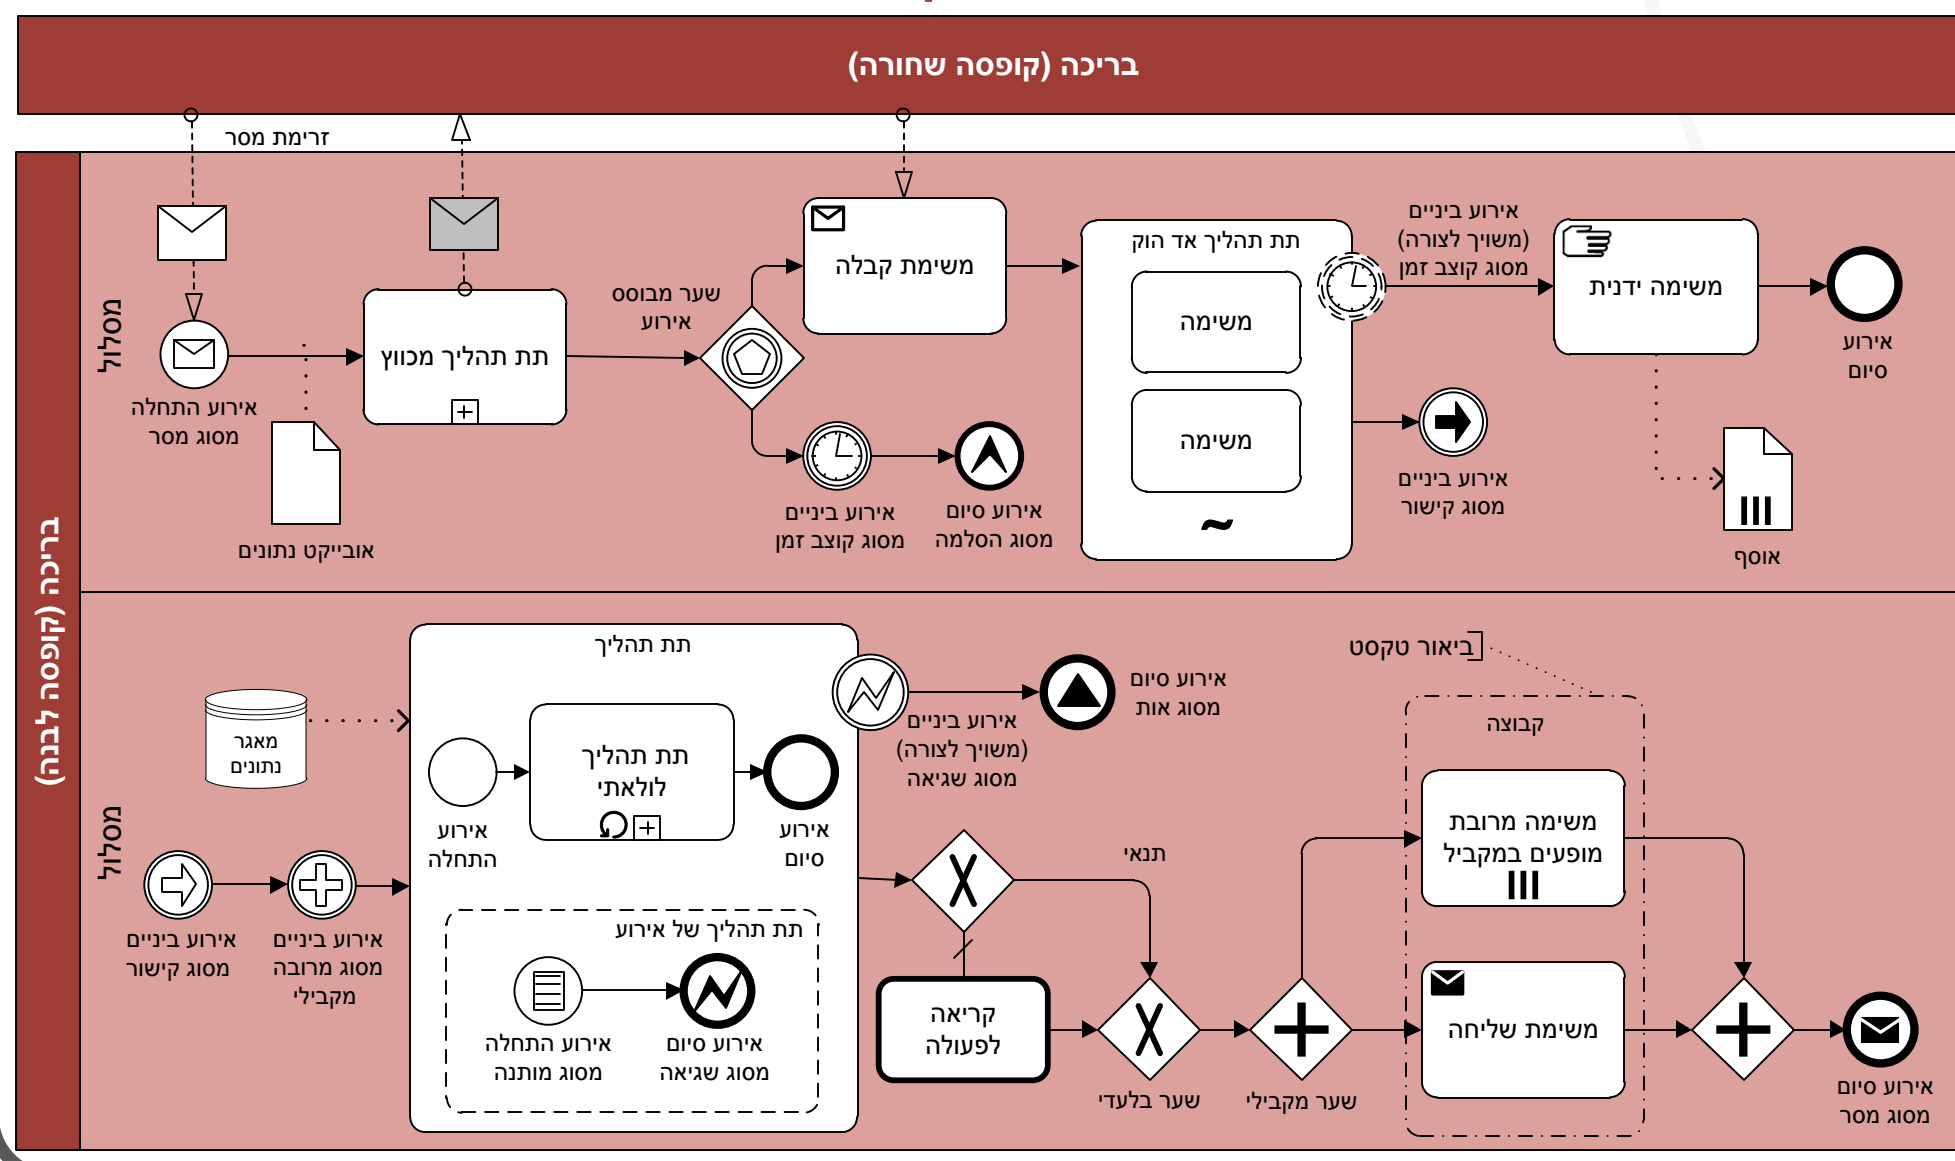 בריכה (קופסה שחורה)
זרימת מסר
בריכה (קופסה לבנה)
מסלול
אירוע התחלה
מסוג מסר
אובייקט נתונים
תת תהליך מכווץ
שער מבוסס
אירוע
משימת קבלה
אירוע ביניים
מסוג קוצב זמן
אירוע סיום
מסוג הסלמה
תת תהליך אד הוק
משימה
משימה
אירוע ביניים
(משויך לצורה)
מסוג קוצב זמן
אירוע ביניים
מסוג קישור
משימה ידנית
אירוע
סיום
אוסף
מסלול
מאגר
נתונים
אירוע ביניים
מסוג קישור
אירוע ביניים
מסוג מרובה
מקבילי
תת תהליך
אירוע
התחלה
תת תהליך
לולאתי
אירוע
סיום
תת תהליך של אירוע
אירוע התחלה
מסוג מותנה
אירוע סיום
מסוג שגיאה
אירוע ביניים
(משויך לצורה)
מסוג שגיאה
אירוע סיום
מסוג אות
תנאי
קריאה
לפעולה
שער בלעדי
שער מקבילי
ביאור טקסט
קבוצה
משימה מרובת
מופעים במקביל
משימת שליחה
אירוע סיום
מסוג מסר